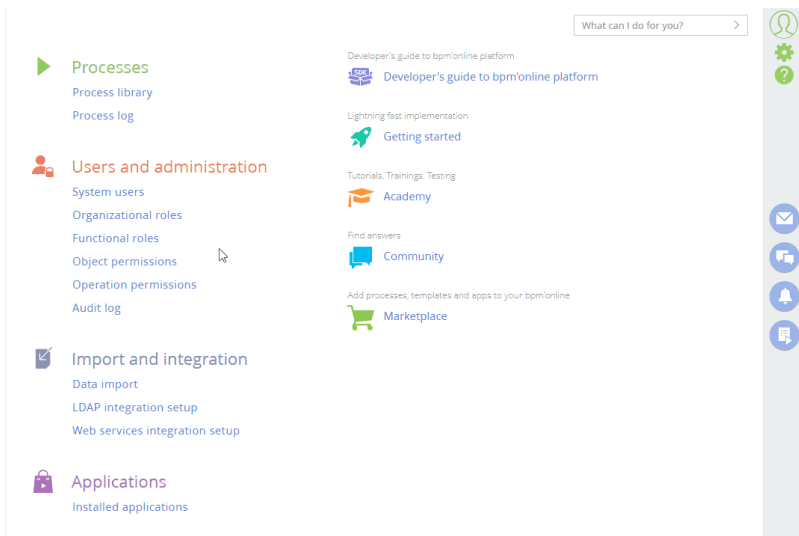 What can I do for you?
Processes
Process library
Process log
Users and administration
System users
Organizational roles
Functional roles
Object permissions
Operation permissions
Audit log
Import and integration
Data import
LDAP integration setup
Web services integration setup
Applications
Installed applications
Developer's guide to bpm'online platform
SDK
Developer's guide to bpm'online platform
Lightning fast implementation
Getting started
Tutorials. Trainings. Testing
Academy
Find answers
Community
Add processes, templates and apps to your bpm'online
Marketplace
?